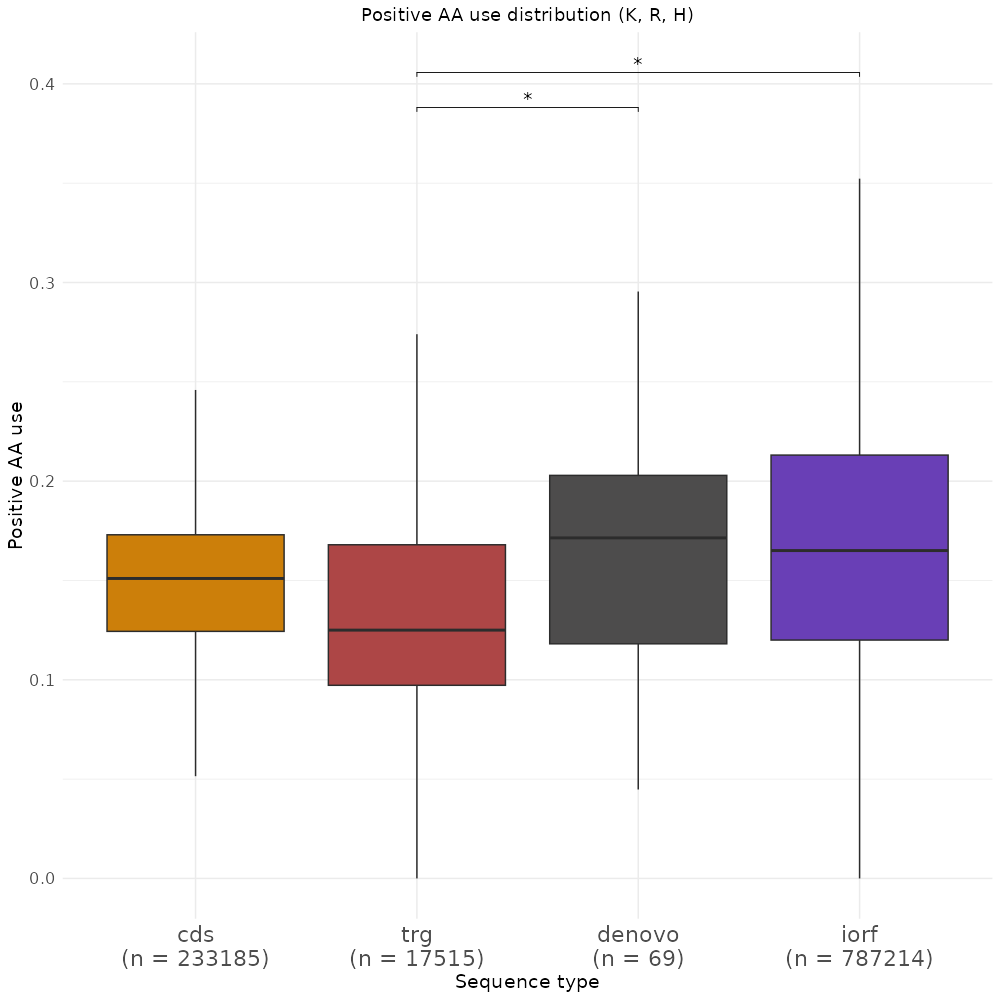 Positive AA use distribution (K, R, H)
*
*
0.4
0.3
0.2
0.1
0.0
Positive AA use
cds
(n = 233185)
trg
(n = 17515)
denovo
(n = 69)
iorf
(n = 787214)
Sequence type